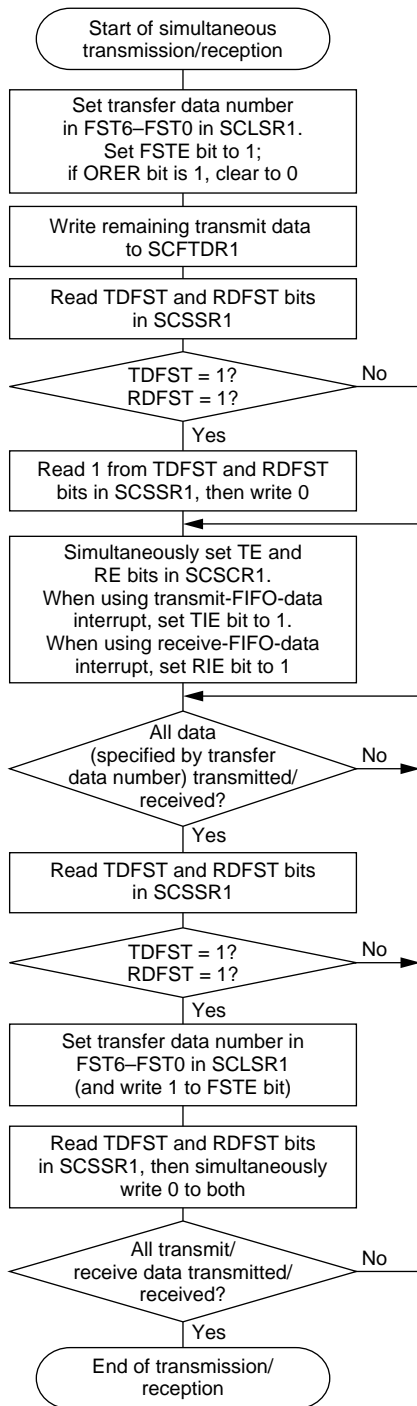 Start of simultaneous
transmission/reception
Set transfer data number
in FST6–FST0 in SCLSR1.
Set FSTE bit to 1;
if ORER bit is 1, clear to 0
Write remaining transmit data
to SCFTDR1
Read TDFST and RDFST bits
in SCSSR1
TDFST = 1?
RDFST = 1?
No
Yes
Read 1 from TDFST and RDFST
bits in SCSSR1, then write 0
Simultaneously set TE and
RE bits in SCSCR1.
When using transmit-FIFO-data
interrupt, set TIE bit to 1.
When using receive-FIFO-data
interrupt, set RIE bit to 1
All data
(specified by transfer
data number) transmitted/
received?
No
Yes
Read TDFST and RDFST bits
in SCSSR1
TDFST = 1?
RDFST = 1?
No
Yes
Set transfer data number in
FST6–FST0 in SCLSR1
(and write 1 to FSTE bit)
Read TDFST and RDFST bits
in SCSSR1, then simultaneously
write 0 to both
All transmit/
receive data transmitted/
received?
No
Yes
End of transmission/
reception